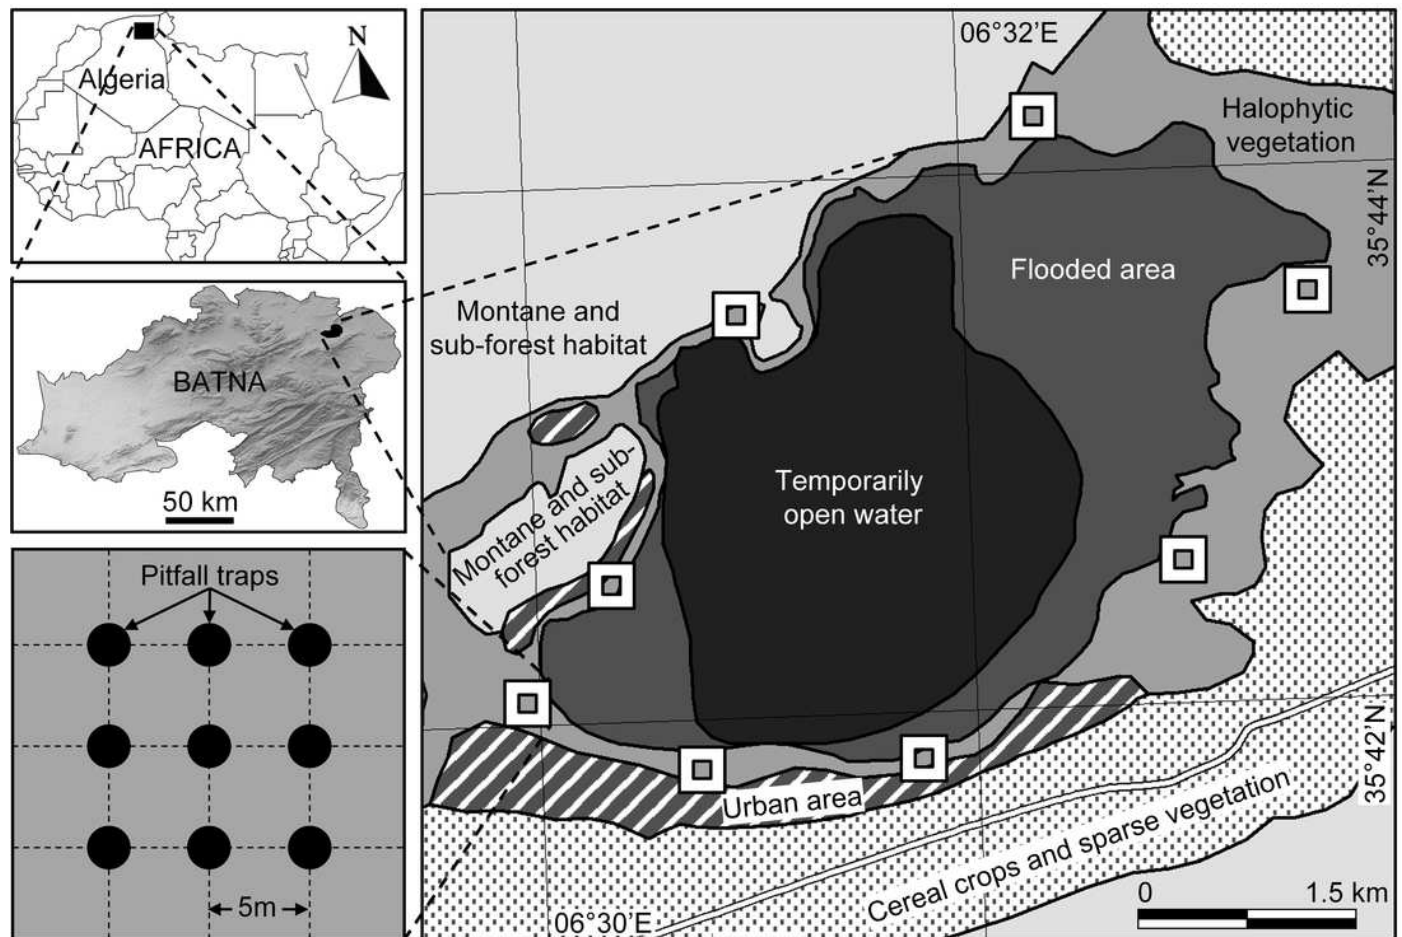 N
Algeria
AFRICA
BATNA
50 km
Pitfall traps
5m
06°32'E
Halophytic
vegetation
35°44'N
Flooded area
Montane and
sub-forest habitat
Montane and sub-
forest habitat
Temporarily
open water
Urban area
35°42'N
Cereal crops and sparse vegetation
06°30'E
0 1.5 km